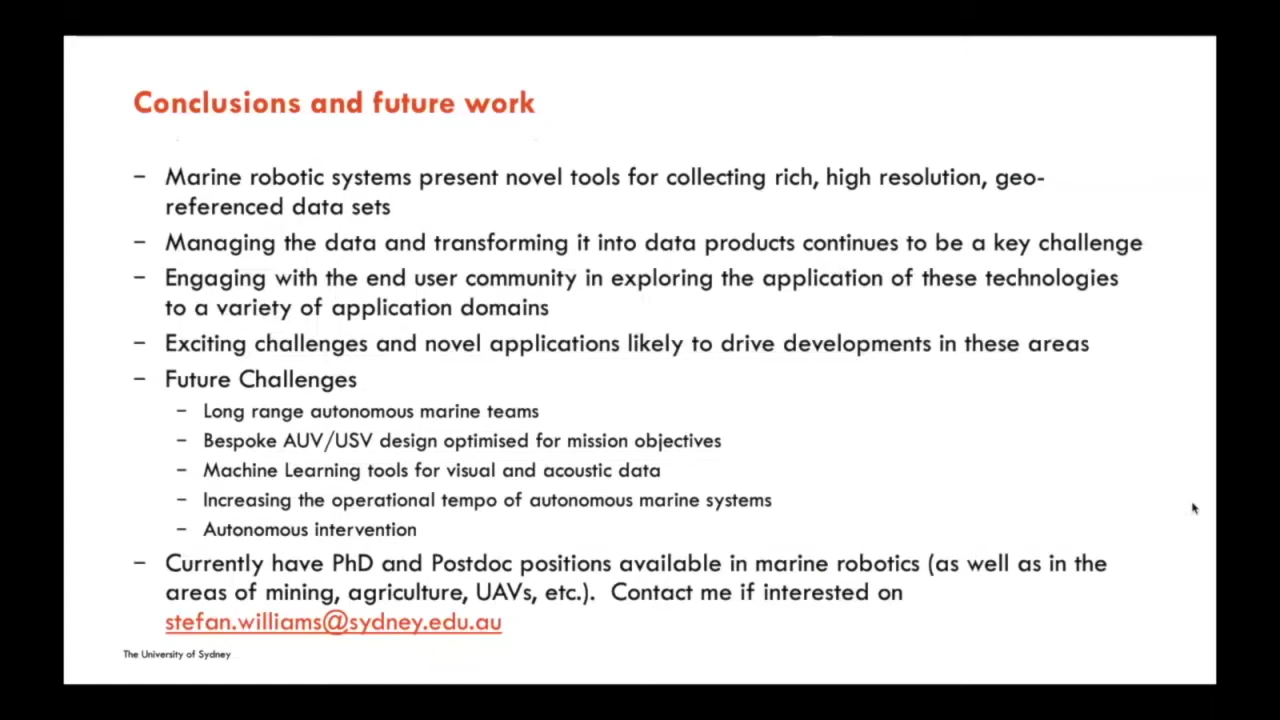 Conclusions and future work
– Marine robotic systems present novel tools for collecting rich, high resolution, geo-
referenced data sets
– Managing the data and transforming it into data products continues to be a key challenge
– Engaging with the end user community in exploring the application of these technologies
to a variety of application domains
– Exciting challenges and novel applications likely to drive developments in these areas
– Future Challenges
– Long range autonomous marine teams
– Bespoke AUV/USV design optimised for mission objectives
– Machine Learning tools for visual and acoustic data
– Increasing the operational tempo of autonomous marine systems
– Autonomous intervention
– Currently have PhD and Postdoc positions available in marine robotics (as well as in the
areas of mining, agriculture, UAVs, etc.). Contact me if interested on
stefan.williams@sydney.edu.au
The University of Sydney